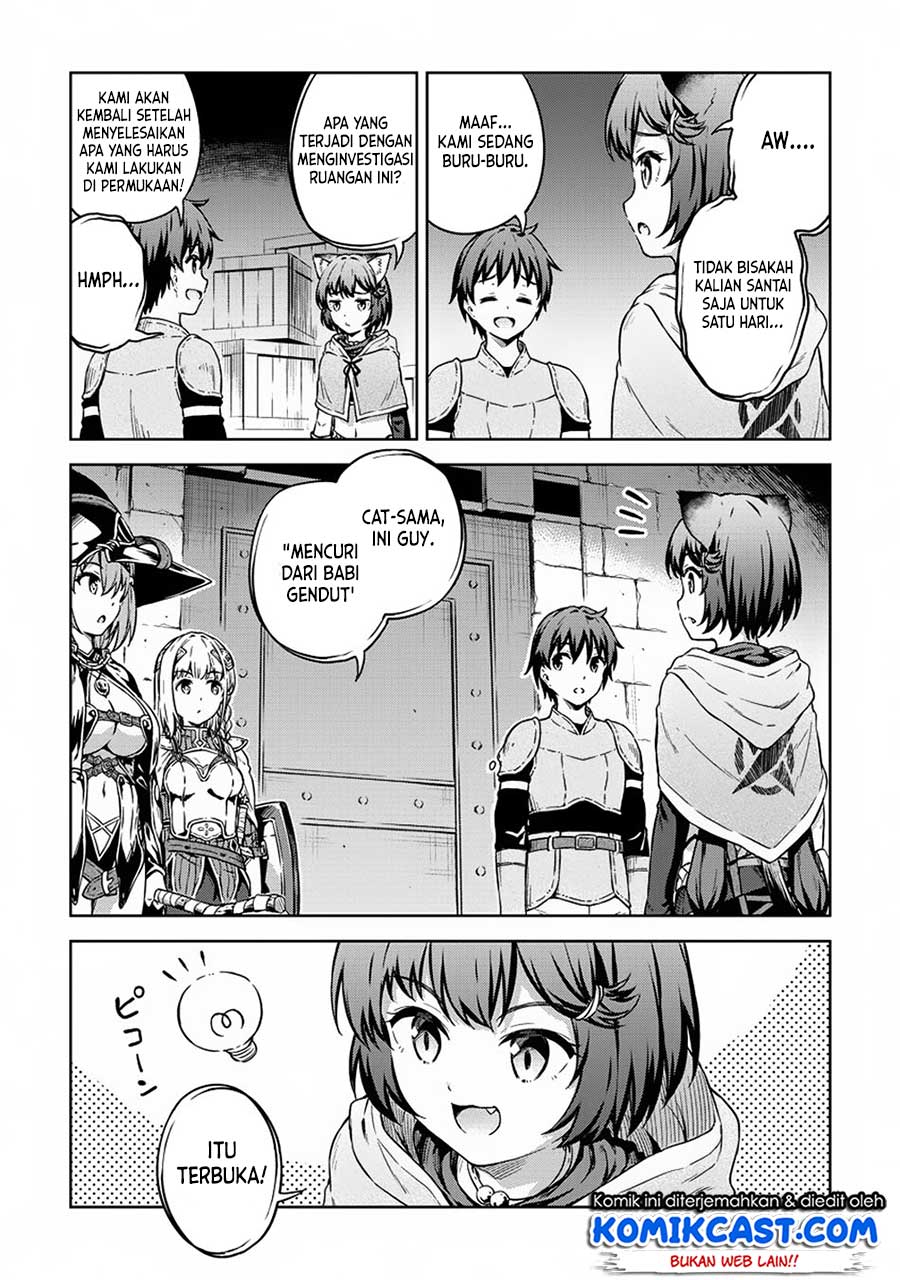 AW....
TIDAK BISAKAH
KALIAN SANTAI
SAJA UNTUK
SATU HARI...
MAAF...
KAMI SEDANG
BURU-BURU.
APA YANG
TERJADI DENGAN
MENGINVESTIGASI
RUANGAN INI?
KAMI AKAN
KEMBALI SETELAH
MENYELESAIKAN
APA YANG HARUS
KAMI LAKUKAN
DI PERMUKAAN!
HMPH...
CAT-SAMA,
INI GUY.
"MENCURI
DARI BABI
GENDUT'
ピコーン
ITU
TERBUKA!
Komik ini diterjemahkan & diedit oleh
KOMIKCAST.COM
BUKAN WEB LAIN!!